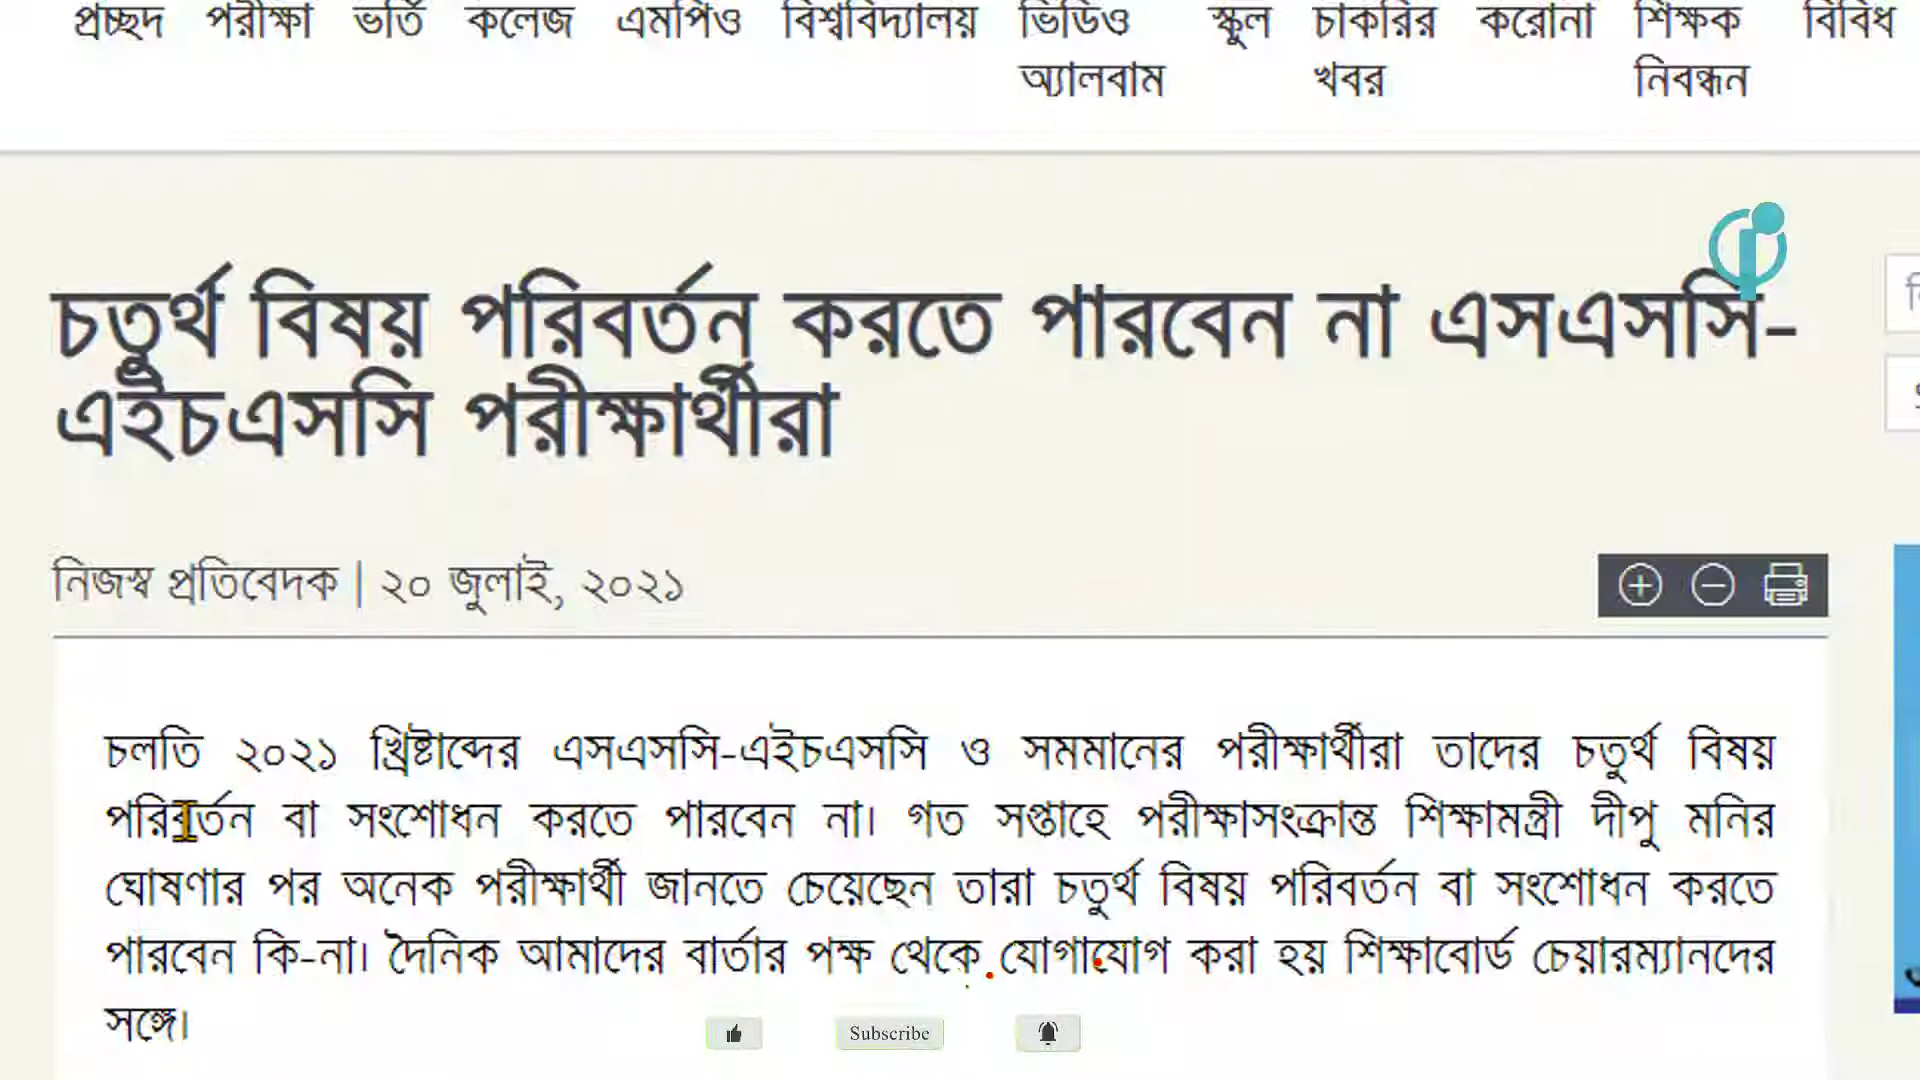 প্রচ্ছদ পরীক্ষা ভর্তি কলেজ এমপিও বিশ্ববিদ্যালয় ভিডিও স্কুল চাকরির করোনা শিক্ষক বিবিধ
অ্যালবাম খবর নিবন্ধন
চতুর্থ বিষয় পরিবর্তন করতে পারবেন না এসএসসি-
এইচএসসি পরীক্ষার্থীরা
নিজস্ব প্রতিবেদক | ২০ জুলাই, ২০২১
চলতি ২০২১ খ্রিষ্টাব্দের এসএসসি-এইচএসসি ও সমমানের পরীক্ষার্থীরা তাদের চতুর্থ বিষয়
পরিবর্তন বা সংশোধন করতে পারবেন না। গত সপ্তাহে পরীক্ষাসংক্রান্ত শিক্ষামন্ত্রী দীপু মনির
ঘোষণার পর অনেক পরীক্ষার্থী জানতে চেয়েছেন তারা চতুর্থ বিষয় পরিবর্তন বা সংশোধন করতে
পারবেন কি-না। দৈনিক আমাদের বার্তার পক্ষ থেকে যোগাযোগ করা হয় শিক্ষাবোর্ড চেয়ারম্যানদের
সঙ্গে।
Subscribe